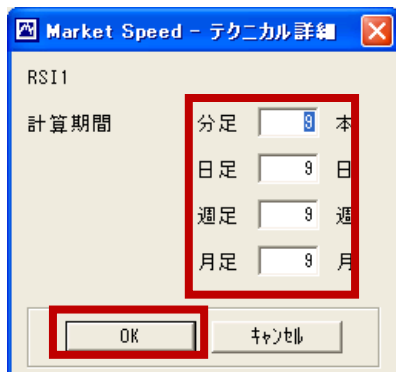 Market Speed - テクニカル詳細
RSI1
計算期間 分足 9 本
日足 9 日
週足 9 週
月足 9 月
OK キャンセル